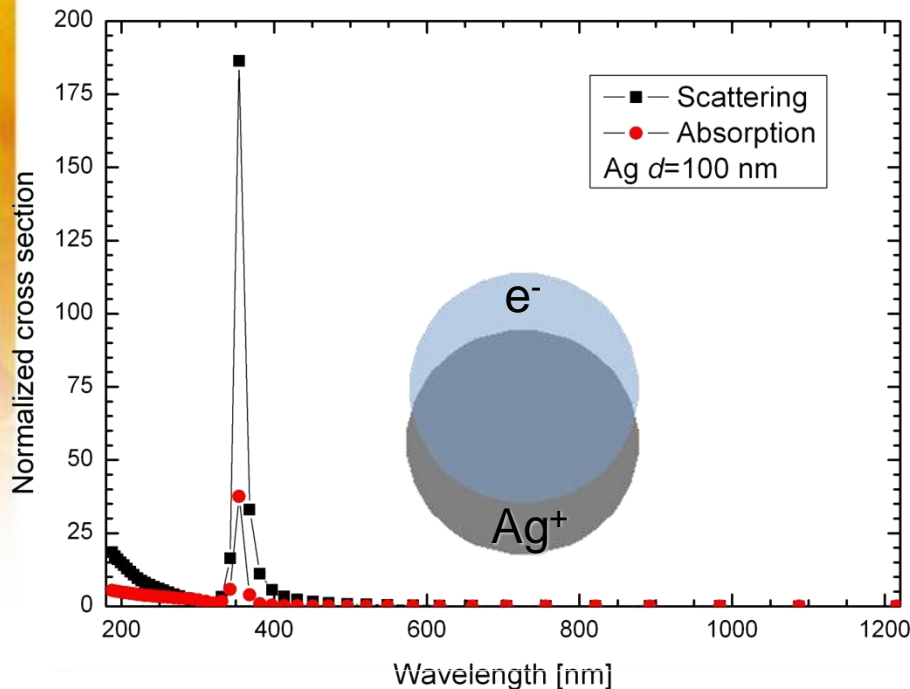 200
175
150
125
100
75
50
25
0
Normalized cross section
Scattering
Absorption
Ag d=100 nm
e-
Ag+
200 400 600 800 1000 1200
Wavelength [nm]